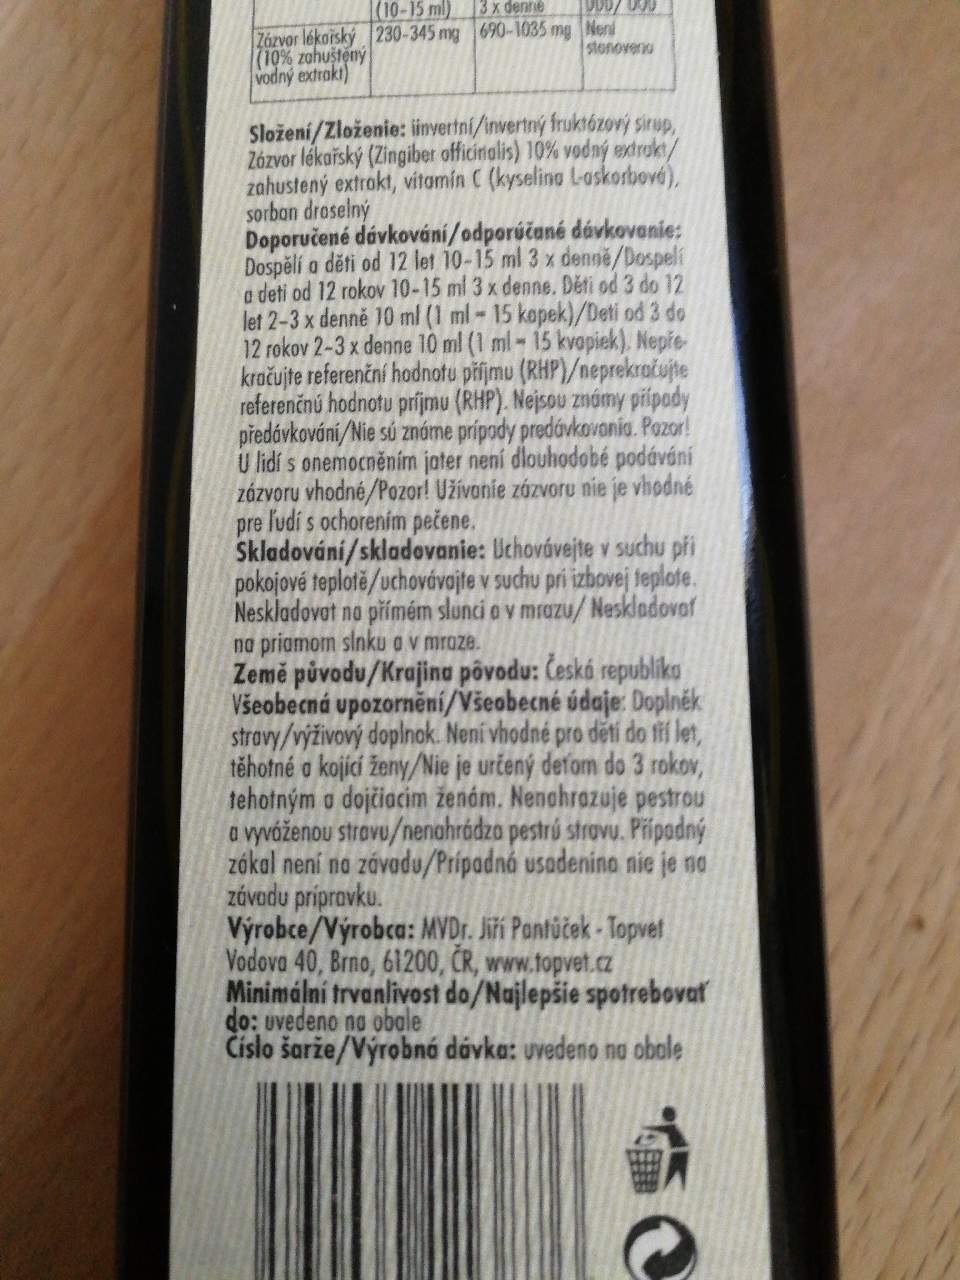 (10-15 ml) 3 x denně
Zázvor lékařský 230-345 mg 690-1035 mg Není
(10% zahuštěný stanoveno
vodný extrakt)
Složení/Zloženie: iinvertní/invertný fruktózový sirup,
Zázvor lékařský (Zingiber officinalis) 10% vodný extrakt/
zahustený extrakt, vitamín C (kyselina L-askorbová),
sorban draselný
Doporučené dávkování/odporúčané dávkovanie:
Dospělí a děti od 12 let 10-15 ml 3 x denně/Dospelí
a deti od 12 rokov 10-15 ml 3 x denne. Děti od 3 do 12
let 2-3 x denně 10 ml (1 ml = 15 kapek)/Deti od 3 do
12 rokov 2-3 x denne 10 ml (1 ml = 15 kvapiek). Nepře-
kračujte referenční hodnotu příjmu (RHP)/neprekračujte
referenčnú hodnotu príjmu (RHP). Nejsou známy případy
předávkování/Nie sú známe prípady predávkovania. Pozor!
U lidí s onemocněním jater není dlouhodobé podávání
zázvoru vhodné/Pozor! Užívanie zázvoru nie je vhodné
pre ľudí s ochorením pečene.
Skladování/skladovanie: Uchovávejte v suchu při
pokojové teplotě/uchovávajte v suchu pri izbovej teplote.
Neskladovat na přímém slunci a v mrazu/ Neskladovať
na priamom slnku a v mraze.
Země původu/Krajina pôvodu: Česká republika
Všeobecná upozornění/Všeobecné údaje: Doplněk
stravy/výživový doplnok. Není vhodné pro děti do tří let,
těhotné a kojící ženy/Nie je určený deťom do 3 rokov,
tehotným a dojčiacim ženám. Nenahrazuje pestrou
a vyváženou stravu/nenahrádza pestrú stravu. Případný
zákal není na závadu/Prípadná usadenina nie je na
závadu prípravku.
Výrobce/Výrobca: MVDr. Jiří Pantůček - Topvet
Vodova 40, Brno, 61200, ČR, www.topvet.cz
Minimální trvanlivost do/Najlepšie spotrebovať
do: uvedeno na obale
Číslo šarže/Výrobná dávka: uvedeno na obale